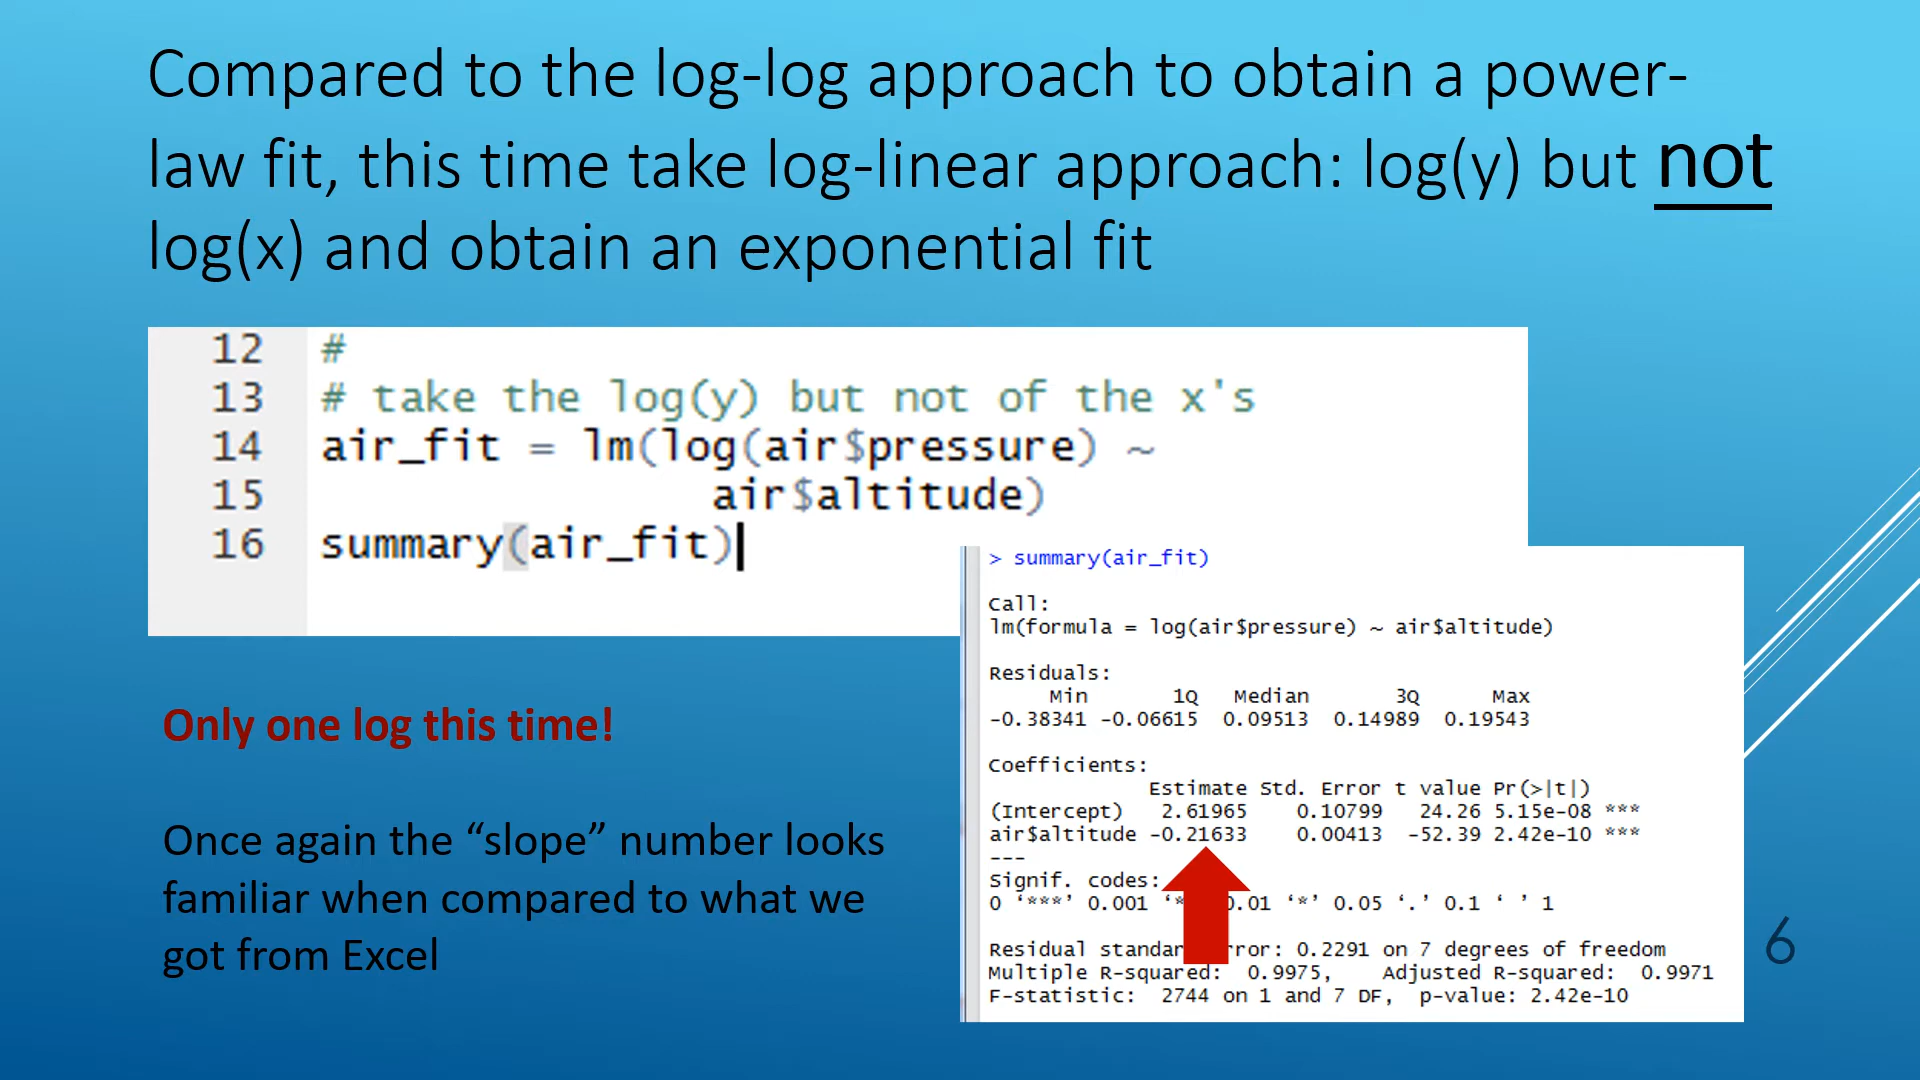 Compared to the log-log approach to obtain a power-
law fit, this time take log-linear approach: log(y) but not
log(x) and obtain an exponential fit
12 #
13 # take the log(y) but not of the x's
14 air_fit = lm(log(air$pressure) ~
15 air$altitude)
16 summary(air_fit)
Only one log this time!
Once again the “slope” number looks
familiar when compared to what we
got from Excel
> summary(air_fit)
Call:
lm(formula = log(air$pressure) ~ air$altitude)
Residuals:
Min 1Q Median 3Q Max
-0.38341 -0.06615 0.09513 0.14989 0.19543
Coefficients:
Estimate Std. Error t value Pr(>|t|)
(Intercept) 2.61965 0.10799 24.26 5.15e-08 ***
air$altitude -0.21633 0.00413 -52.39 2.42e-10 ***
---
Signif. codes:
0 ‘***’ 0.001 ‘* 0.01 ‘*’ 0.05 ‘.’ 0.1 ‘ ’ 1
Residual standar rror: 0.2291 on 7 degrees of freedom
Multiple R-squared: 0.9975, Adjusted R-squared: 0.9971
F-statistic: 2744 on 1 and 7 DF, p-value: 2.42e-10
6